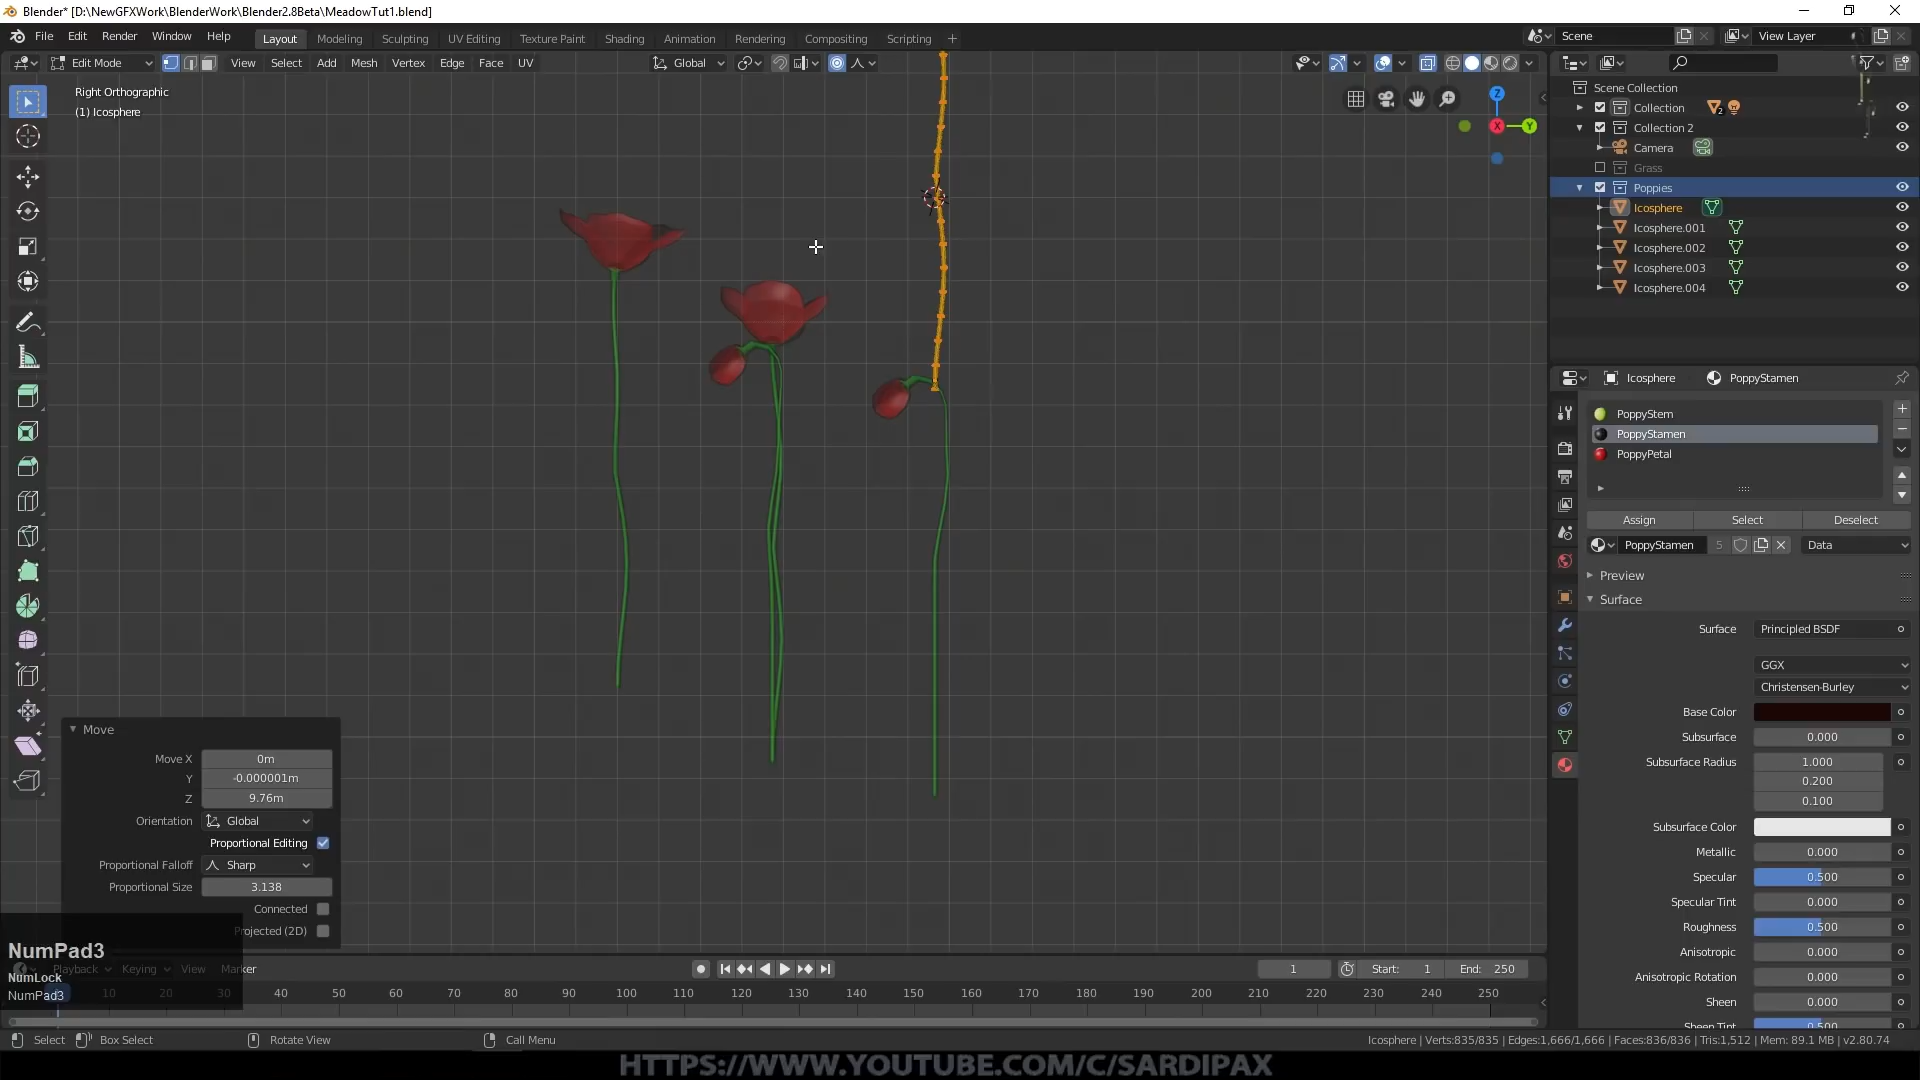 Blender* [D:\NewGFXWork\BlenderWork\Blender2.8Beta\MeadowTut1.blend]
File Edit Render Window Help
Layout Modeling Sculpting UV Editing Texture Paint Shading Animation Rendering Compositing Scripting
Scene
View Layer
Edit Mode
View Select Add Mesh Vertex Edge Face UV
Global
Right Orthographic
(1) Icosphere
Z
X
Y
Scene Collection
Collection
2
Collection 2
Camera
Grass
Poppies
Icosphere
Icosphere.001
Icosphere.002
Icosphere.003
Icosphere.004
Icosphere PoppyStamen
PoppyStem
PoppyStamen
PoppyPetal
Assign Select Deselect
PoppyStamen 5 Data
Preview
Surface
Surface Principled BSDF
GGX
Christensen-Burley
Base Color
Subsurface 0.000
Subsurface Radius 1.000
0.200
0.100
Subsurface Color
Metallic 0.000
Specular 0.500
Specular Tint 0.000
Roughness 0.500
Anisotropic 0.000
Anisotropic Rotation 0.000
Sheen 0.000
Sheen Tint 0.500
Move
Move X 0m
Y -0.000001m
Z 9.76m
Orientation Global
Proportional Editing
Proportional Falloff Sharp
Proportional Size 3.138
Connected
Projected (2D)
NumPad3
NumLock
NumPad3
Playback Keying View Marker
1 Start: 1 End: 250
10 20 30 40 50 60 70 80 90 100 110 120 130 140 150 160 170 180 190 200 210 220 230 240 250
Select Box Select Rotate View Call Menu
Icosphere | Verts:835/835 | Edges:1,666/1,666 | Faces:836/836 | Tris:1,512 | Mem: 89.1 MB | v2.80.74
HTTPS://WWW.YOUTUBE.COM/C/SARDIPAX